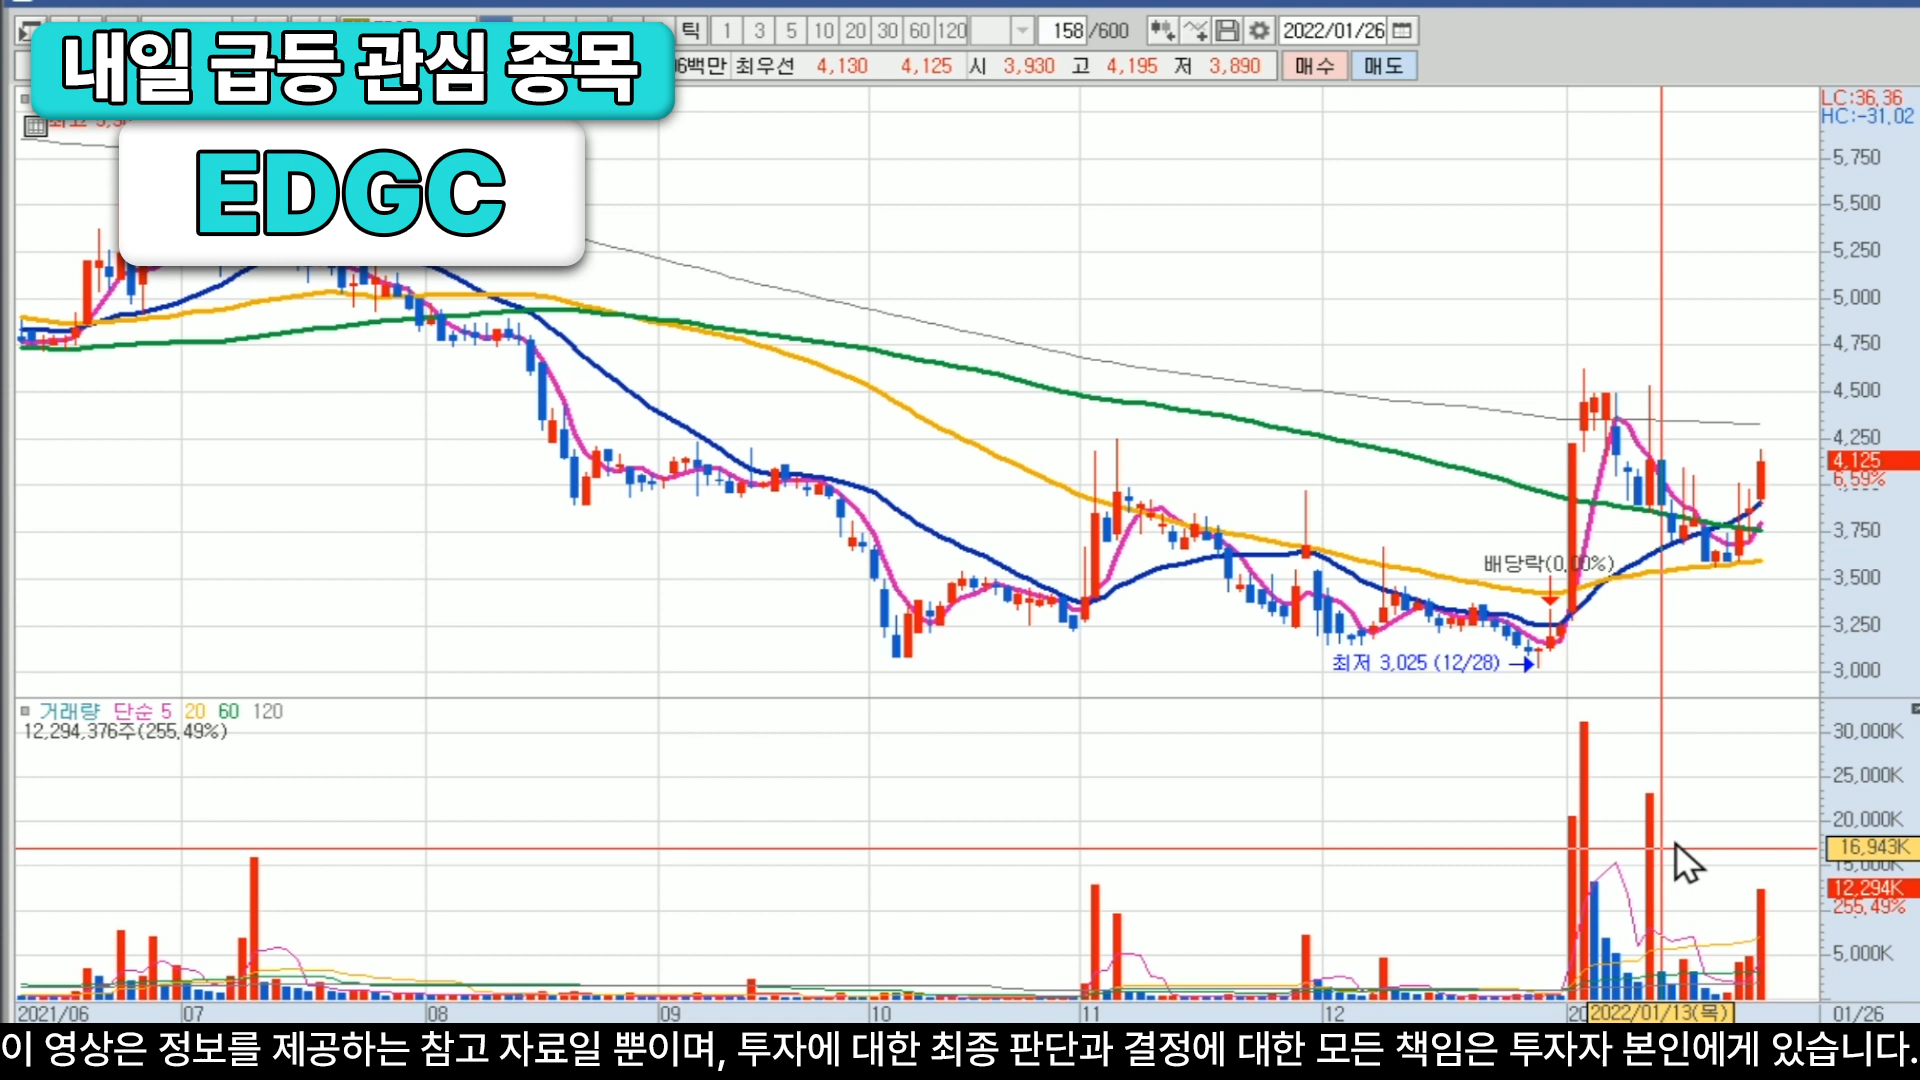 내일 급등 관심 종목
EDGC
틱 1 3 5 10 20 30 60 120 158 /600 2022/01/26
6백만 최우선 4,130 4,125 시 3,930 고 4,195 저 3,890 매수 매도
LC:36.36
HC:-31.02
5,750
5,500
5,250
5,000
4,750
4,500
4,250
4,125
6.59%
3,750
3,500
3,250
3,000
배당락(0.00%)
최저 3,025 (12/28)
거래량 단순 5 20 60 120
12,294,376주(255.49%)
30,000K
25,000K
20,000K
16,943K
15,000K
12,294K
255.49%
5,000K
2021/06 07 08 09 10 11 12 2022/01/13(목) 01/26
이 영상은 정보를 제공하는 참고 자료일 뿐이며, 투자에 대한 최종 판단과 결정에 대한 모든 책임은 투자자 본인에게 있습니다.